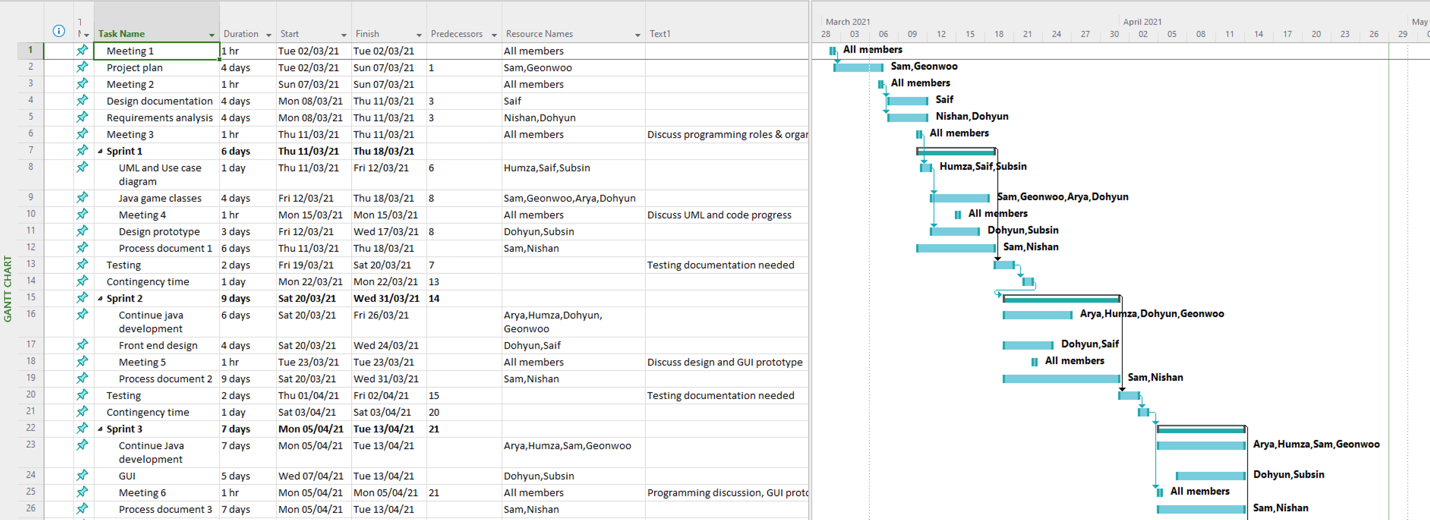 March 2021 April 2021 May
Task Name Duration Start Finish Predecessors Resource Names Text1 28 03 06 09 12 15 18 21 24 27 30 02 05 08 11 14 17 20 23 26 29
1 Meeting 1 1 hr Tue 02/03/21 Tue 02/03/21 All members All members
2 Project plan 4 days Tue 02/03/21 Sun 07/03/21 1 Sam,Geonwoo Sam,Geonwoo
3 Meeting 2 1 hr Sun 07/03/21 Sun 07/03/21 All members All members
4 Design documentation 4 days Mon 08/03/21 Thu 11/03/21 3 Saif Saif
5 Requirements analysis 4 days Mon 08/03/21 Thu 11/03/21 3 Nishan,Dohyun Nishan,Dohyun
6 Meeting 3 1 hr Thu 11/03/21 Thu 11/03/21 All members Discuss programming roles & orgar All members
7 Sprint 1 6 days Thu 11/03/21 Thu 18/03/21
8 UML and Use case 1 day Thu 11/03/21 Fri 12/03/21 6 Humza,Saif,Subsin Humza,Saif,Subsin
diagram
9 Java game classes 4 days Fri 12/03/21 Thu 18/03/21 8 Sam,Geonwoo,Arya,Dohyun Sam,Geonwoo,Arya,Dohyun
10 Meeting 4 1 hr Mon 15/03/21 Mon 15/03/21 All members Discuss UML and code progress All members
11 Design prototype 3 days Fri 12/03/21 Wed 17/03/21 8 Dohyun,Subsin Dohyun,Subsin
12 Process document 1 6 days Thu 11/03/21 Thu 18/03/21 Sam,Nishan Sam,Nishan
13 Testing 2 days Fri 19/03/21 Sat 20/03/21 7 Testing documentation needed
14 Contingency time 1 day Mon 22/03/21 Mon 22/03/21 13
15 Sprint 2 9 days Sat 20/03/21 Wed 31/03/21 14
16 Continue java 6 days Sat 20/03/21 Fri 26/03/21 Arya,Humza,Dohyun, Arya,Humza,Dohyun,Geonwoo
development Geonwoo
17 Front end design 4 days Sat 20/03/21 Wed 24/03/21 Dohyun,Saif Dohyun,Saif
18 Meeting 5 1 hr Tue 23/03/21 Tue 23/03/21 All members Discuss design and GUI prototype All members
19 Process document 2 9 days Sat 20/03/21 Wed 31/03/21 Sam,Nishan Sam,Nishan
20 Testing 2 days Thu 01/04/21 Fri 02/04/21 15 Testing documentation needed
21 Contingency time 1 day Sat 03/04/21 Sat 03/04/21 20
22 Sprint 3 7 days Mon 05/04/21 Tue 13/04/21 21
23 Continue Java 7 days Mon 05/04/21 Tue 13/04/21 Arya,Humza,Sam,Geonwoo Arya,Humza,Sam,Geonwoo
development
24 GUI 5 days Wed 07/04/21 Tue 13/04/21 Dohyun,Subsin Dohyun,Subsin
25 Meeting 6 1 hr Mon 05/04/21 Mon 05/04/21 21 All members Programming discussion, GUI proto All members
26 Process document 3 7 days Mon 05/04/21 Tue 13/04/21 Sam,Nishan Sam,Nishan
GANTT CHART